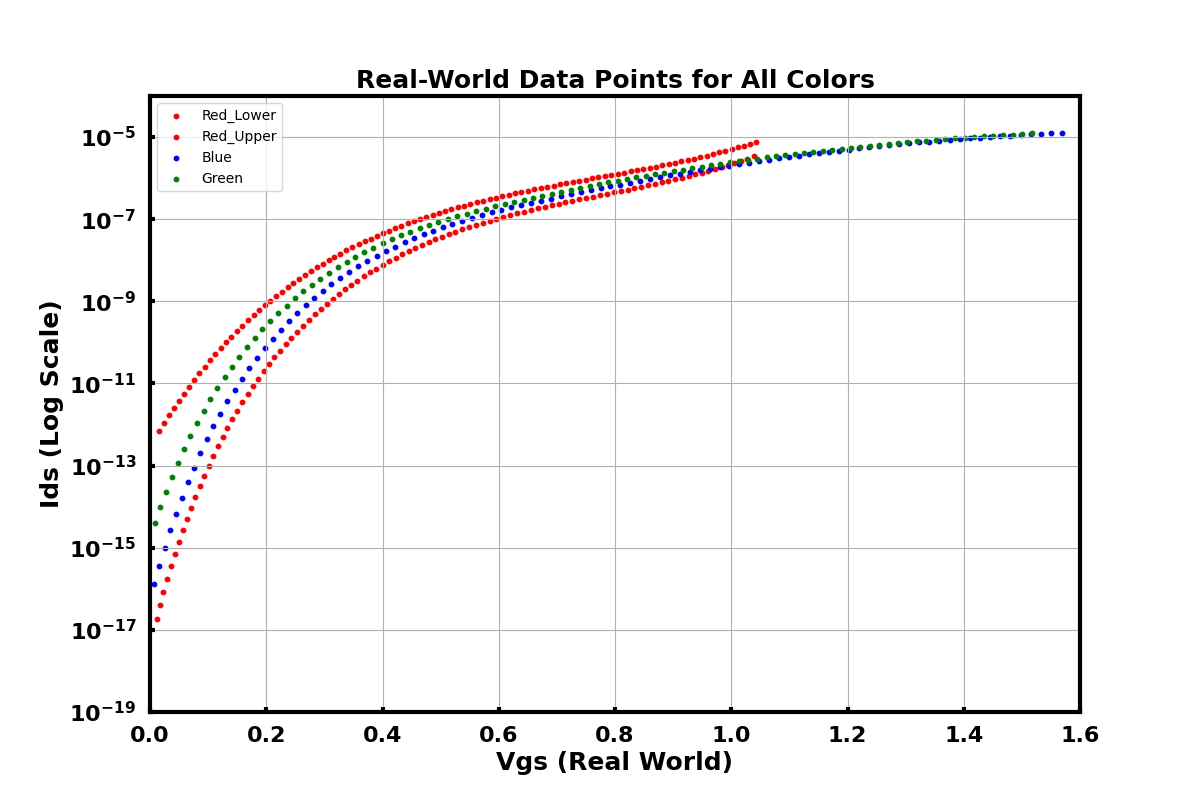 Real-World Data Points for All Colors
Red_Lower
Red_Upper
Blue
Green
Ids (Log Scale)
10⁻⁵
10⁻⁷
10⁻⁹
10⁻¹¹
10⁻¹³
10⁻¹⁵
10⁻¹⁷
10⁻¹⁹
0.0 0.2 0.4 0.6 0.8 1.0 1.2 1.4 1.6
Vgs (Real World)